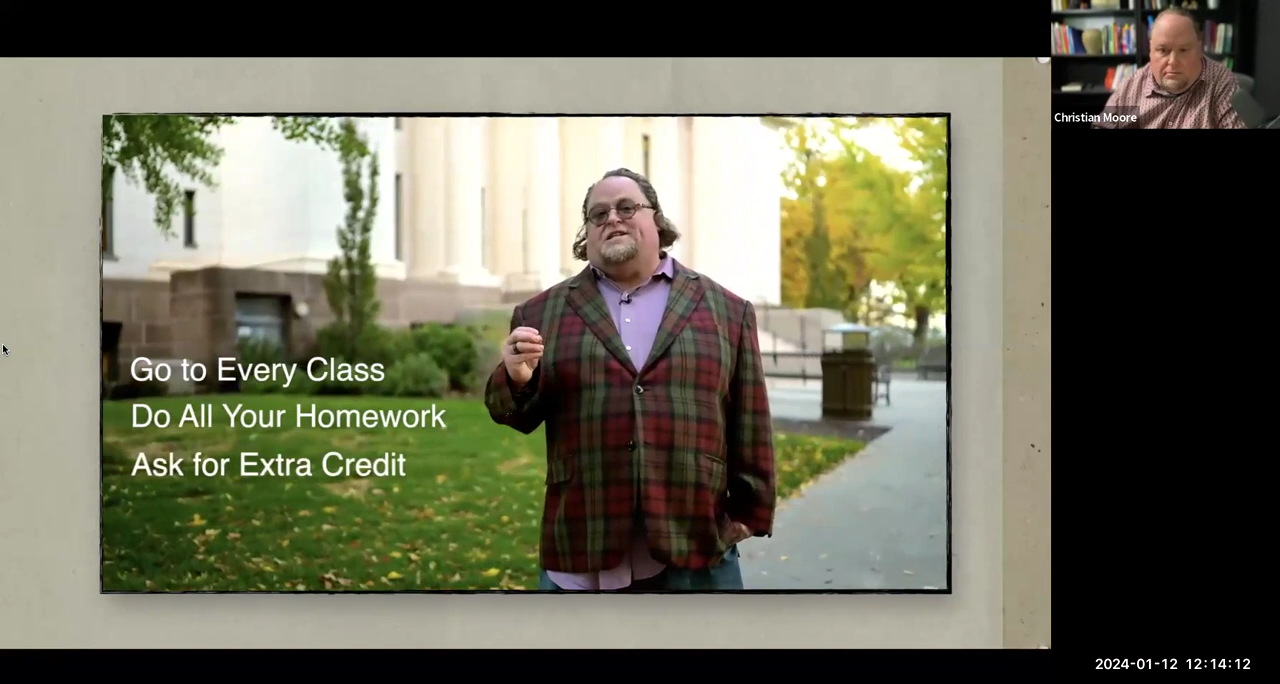 Go to Every Class
Do All Your Homework
Ask for Extra Credit
Christian Moore
2024-01-12 12:14:12